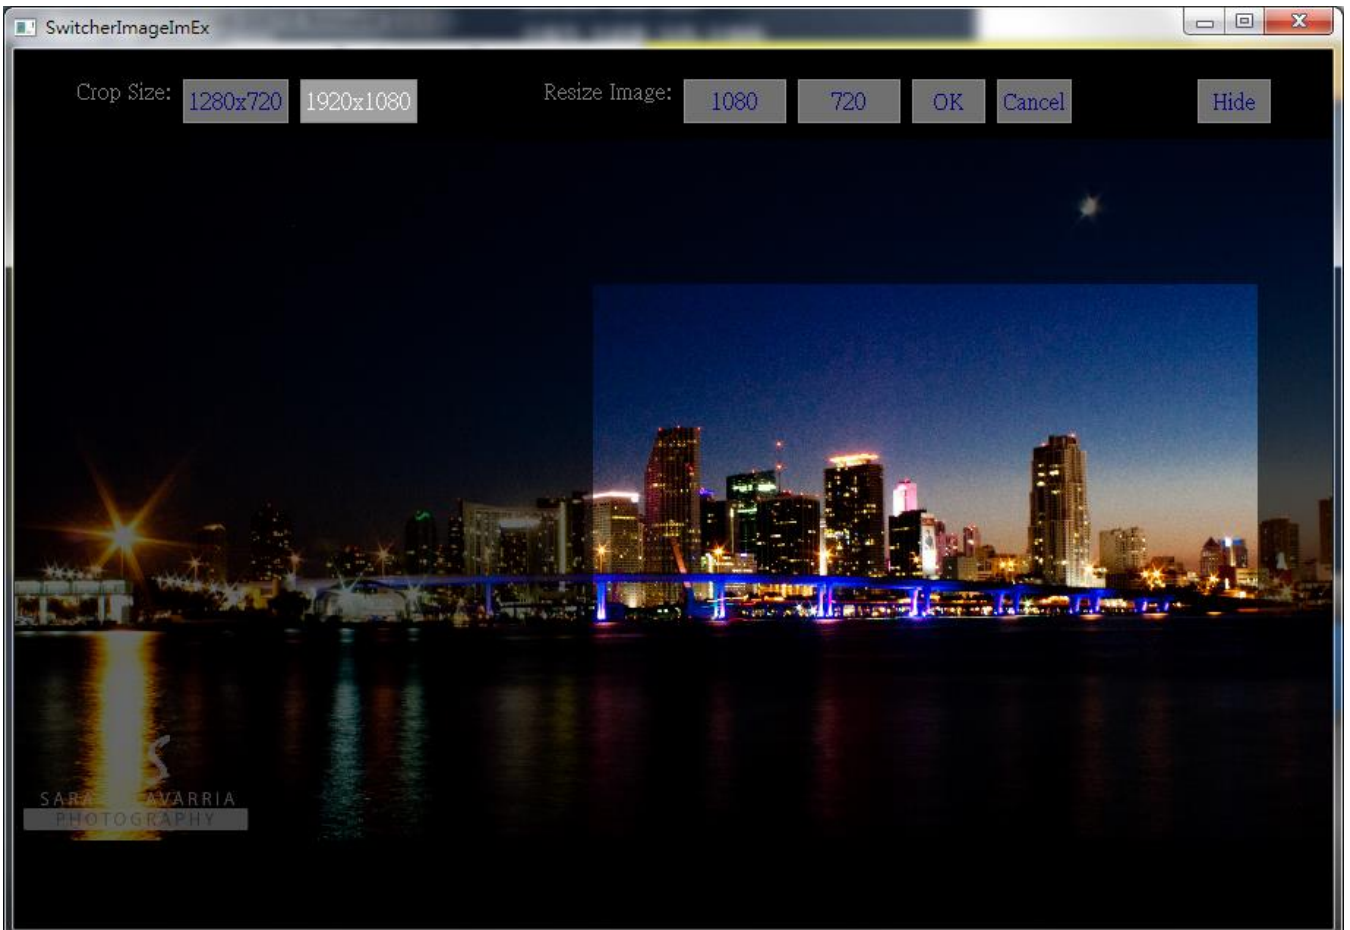 SwitcherImageImEx
Crop Size: 1280x720 1920x1080 Resize Image: 1080 720 OK Cancel Hide
PHOTOGRAPHY